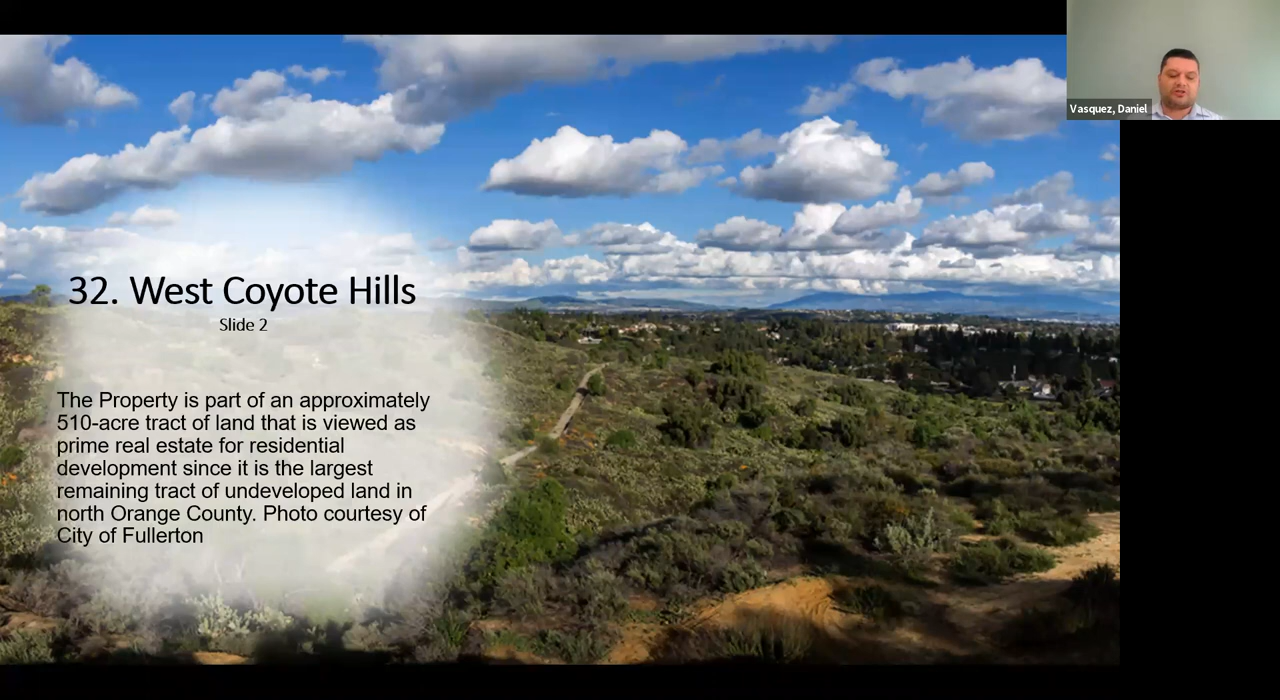 Vasquez, Daniel
32. West Coyote Hills
Slide 2
The Property is part of an approximately
510-acre tract of land that is viewed as
prime real estate for residential
development since it is the largest
remaining tract of undeveloped land in
north Orange County. Photo courtesy of
City of Fullerton